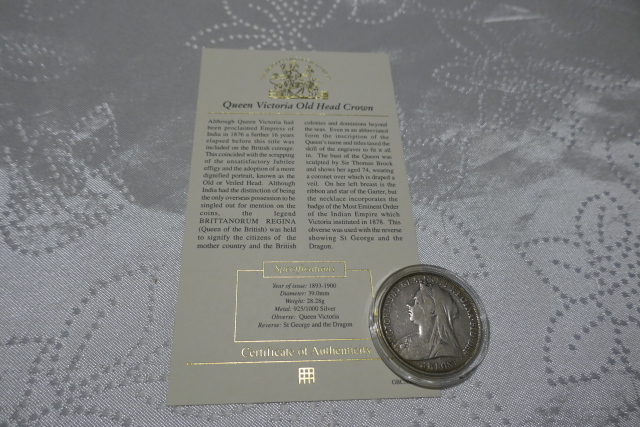 Queen Victoria Old Head Crown
Although Queen Victoria had
been proclaimed Empress of
India in 1876 a further 16 years
elapsed before this title was
included on the British coinage.
This coincided with the scrapping
of the unsatisfactory Jubilee
effigy and the adoption of a more
dignified portrait, known as the
Old or Veiled Head. Although
India had the distinction of being
the only overseas possession to be
singled out for mention on the
coins, the legend
BRITTANORUM REGINA
(Queen of the British) was held
to signify the citizens of the
mother country and the British
colonies and dominions beyond
the seas. Even in an abbreviated
form the inscription of the
Queen's name and titles taxed the
skill of the engraver to fit it all
in. The bust of the Queen was
sculpted by Sir Thomas Brock
and shows her aged 74, wearing
a coronet over which is draped a
veil. On her left breast is the
ribbon and star of the Garter, but
the necklace incorporates the
badge of the Most Eminent Order
of the Indian Empire which
Victoria instituted in 1878. This
obverse was used with the reverse
showing St George and the
Dragon.
Specifications
Year of issue: 1893-1900
Diameter: 39.0mm
Weight: 28.28g
Metal: 925/1000 Silver
Obverse: Queen Victoria
Reverse: St George and the Dragon
Certificate of Authenticity